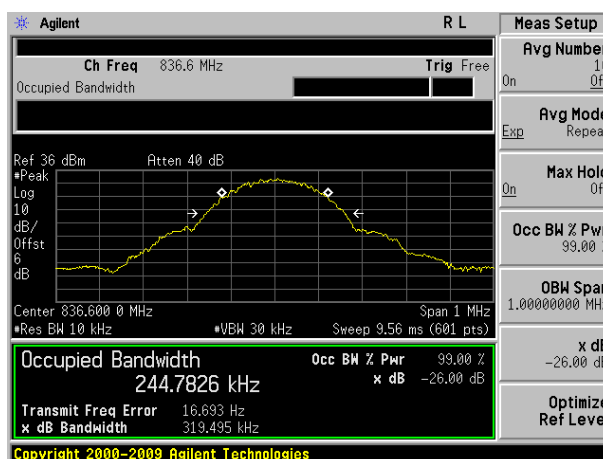 Agilent R L
Meas Setup
Ch Freq 836.6 MHz Trig Free
Occupied Bandwidth
Avg Number
10
On Off
Avg Mode
Exp Repeat
Max Hold
On Off
Occ BW % Pwr
99.00 %
OBW Span
1.00000000 MHz
x dB
-26.00 dB
Optimize
Ref Level
Ref 36 dBm Atten 40 dB
#Peak
Log
10
dB/
Offst
6
dB
Center 836.600 0 MHz Span 1 MHz
#Res BW 10 kHz #VBW 30 kHz Sweep 9.56 ms (601 pts)
Occupied Bandwidth Occ BW % Pwr 99.00 %
244.7826 kHz x dB -26.00 dB
Transmit Freq Error 16.693 Hz
x dB Bandwidth 319.495 kHz
Copyright 2000-2009 Agilent Technologies